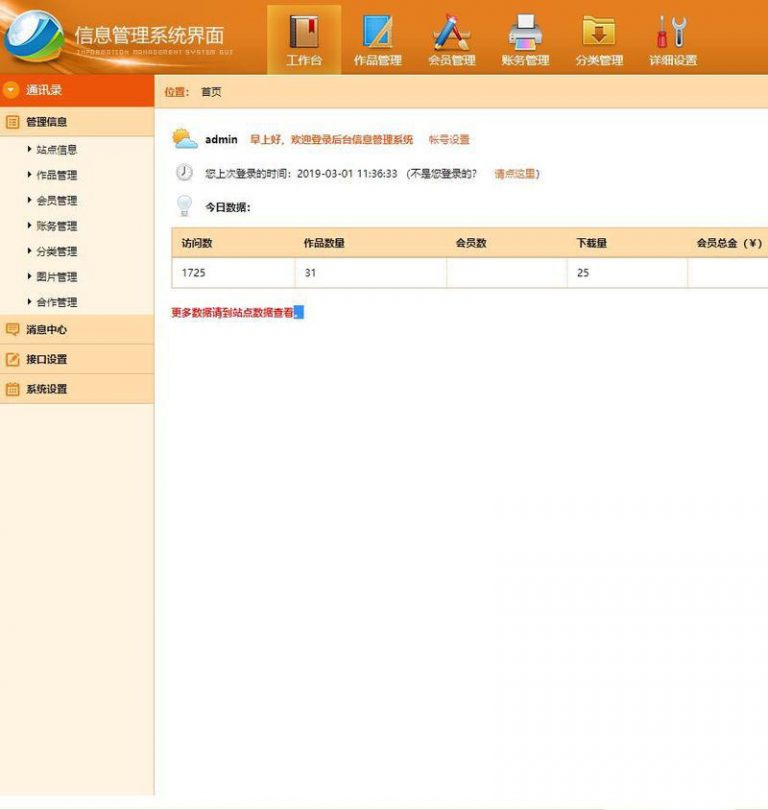 信息管理系统界面
INFORMATION MANAGEMENT SYSTEM GUI
工作台 作品管理 会员管理 账务管理 分类管理 详细设置
通讯录
位置： 首页
管理信息
站点信息
作品管理
会员管理
账务管理
分类管理
图片管理
合作管理
消息中心
接口设置
系统设置
admin 早上好，欢迎登录后台信息管理系统 帐号设置
您上次登录的时间：2019-03-01 11:36:33 （不是您登录的？ 请点这里）
今日数据：
访问数 作品数量 会员数 下载量 会员总金（￥）
1725 31 25
更多数据请到站点数据查看。